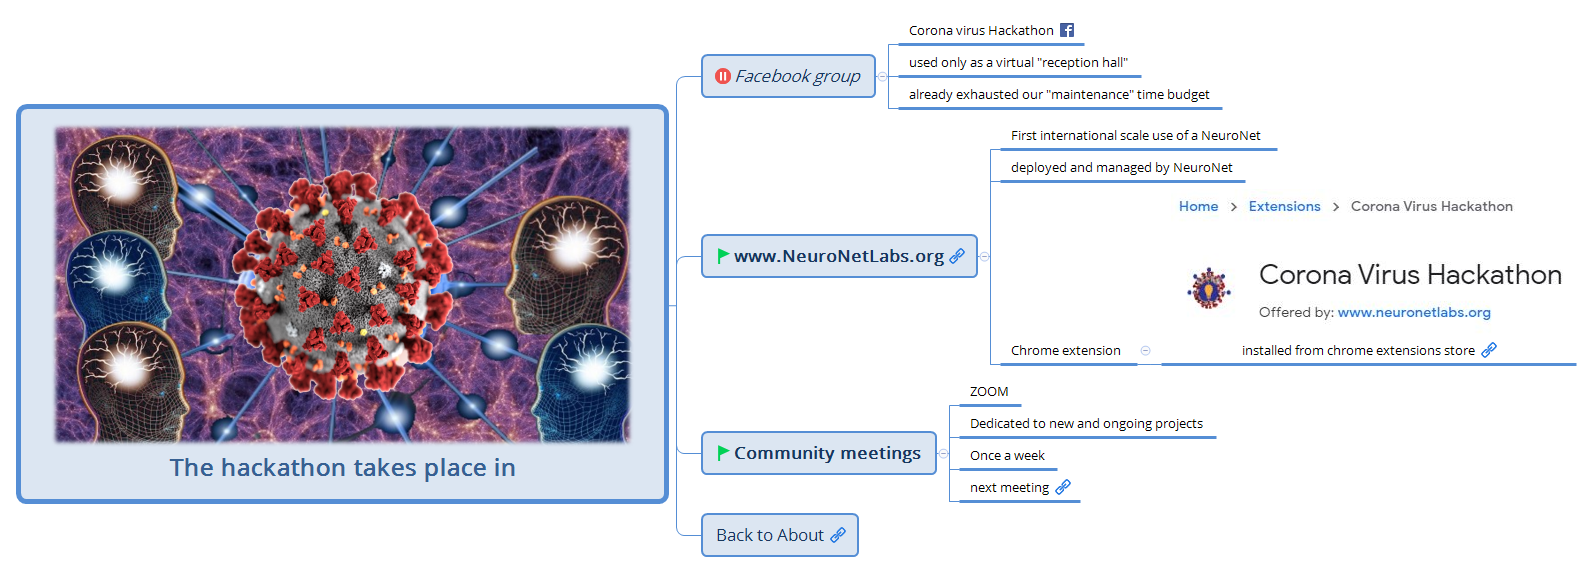 The hackathon takes place in
Facebook group
Corona virus Hackathon
used only as a virtual "reception hall"
already exhausted our "maintenance" time budget
www.NeuroNetLabs.org
First international scale use of a NeuroNet
deployed and managed by NeuroNet
Chrome extension
Home > Extensions > Corona Virus Hackathon
Corona Virus Hackathon
Offered by: www.neuronetlabs.org
installed from chrome extensions store
Community meetings
ZOOM
Dedicated to new and ongoing projects
Once a week
next meeting
Back to About